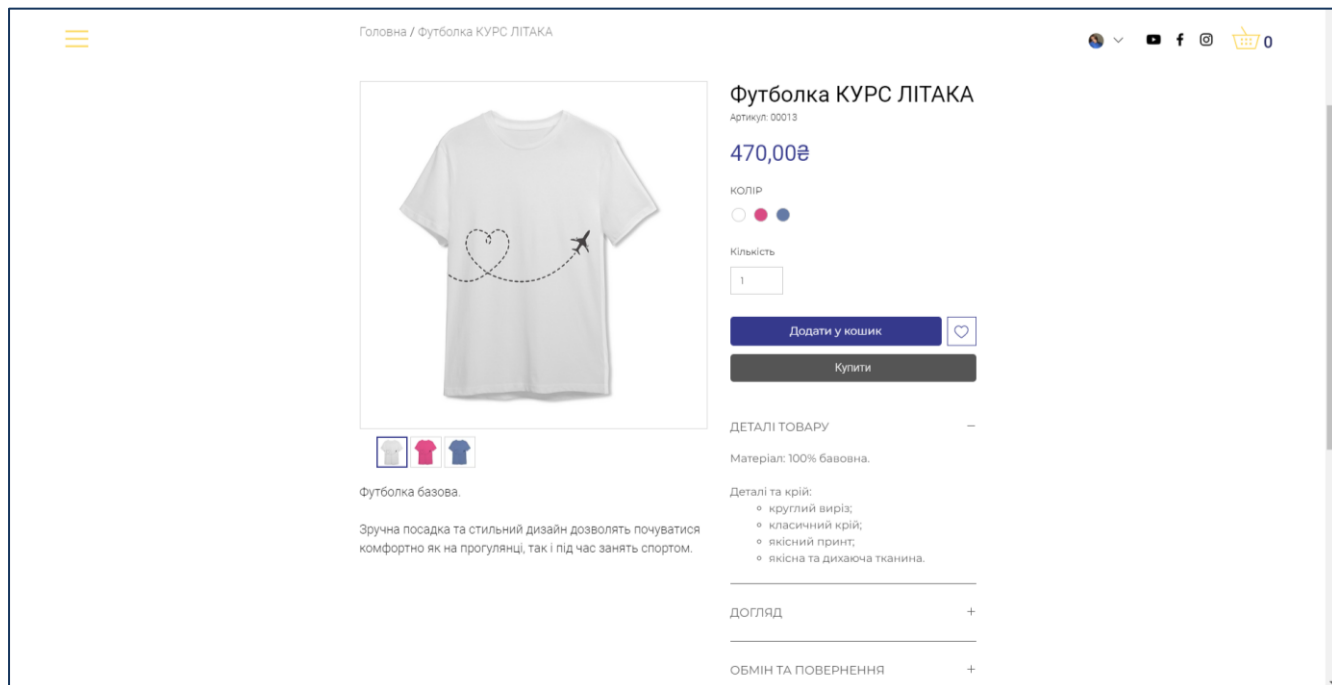 Головна / Футболка КУРС ЛІТАКА
0
Футболка КУРС ЛІТАКА
Артикул: 00013
470,00₴
КОЛІР
Кількість
1
Додати у кошик
Купити
ДЕТАЛІ ТОВАРУ
Матеріал: 100% бавовна.
Деталі та крій:
круглий виріз;
класичний крій;
якісний принт;
якісна та дихаюча тканина.
ДОГЛЯД
ОБМІН ТА ПОВЕРНЕННЯ
Футболка базова.
Зручна посадка та стильний дизайн дозволять почуватися
комфортно як на прогулянці, так і під час занять спортом.